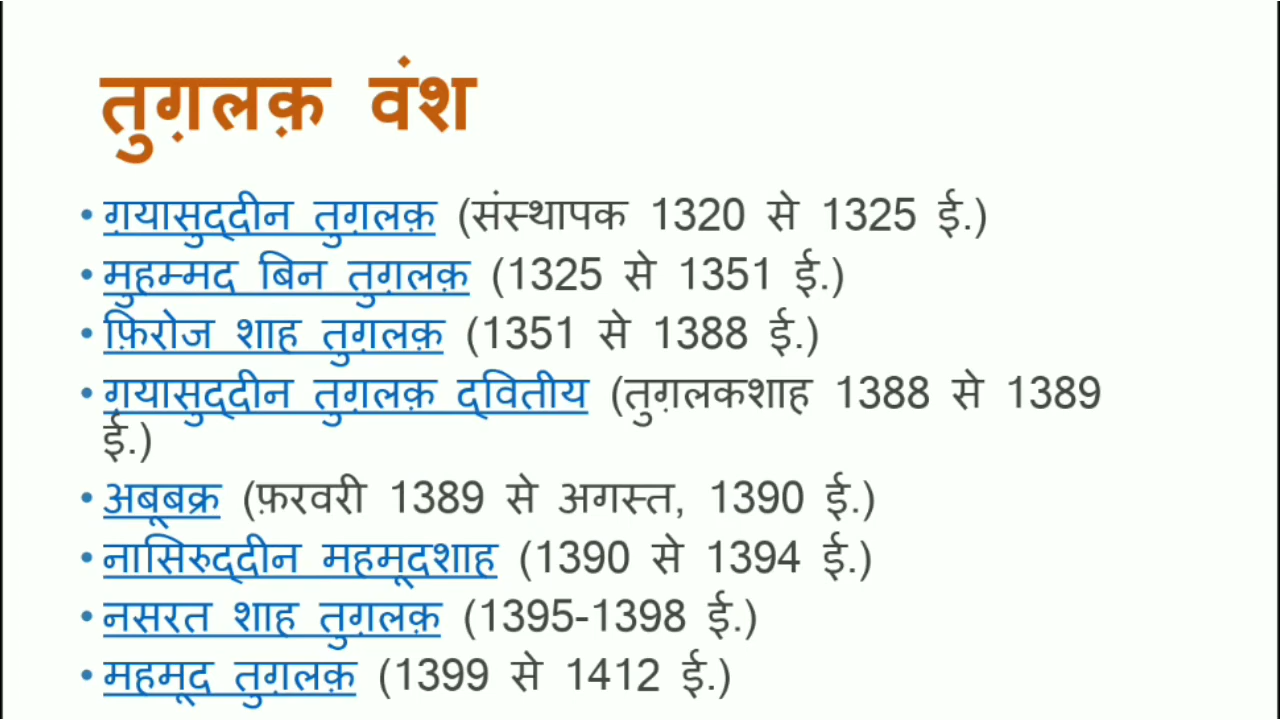 तुग़लक़ वंश
• ग़यासुद्दीन तुग़लक़ (संस्थापक 1320 से 1325 ई.)
• मुहम्मद बिन तुग़लक़ (1325 से 1351 ई.)
• फ़िरोज शाह तुग़लक़ (1351 से 1388 ई.)
• ग़यासुद्दीन तुग़लक़ द्वितीय (तुग़लकशाह 1388 से 1389
ई.)
• अबूबक्र (फ़रवरी 1389 से अगस्त, 1390 ई.)
• नासिरुद्दीन महमूदशाह (1390 से 1394 ई.)
• नसरत शाह तुग़लक़ (1395-1398 ई.)
• महमूद तुग़लक़ (1399 से 1412 ई.)